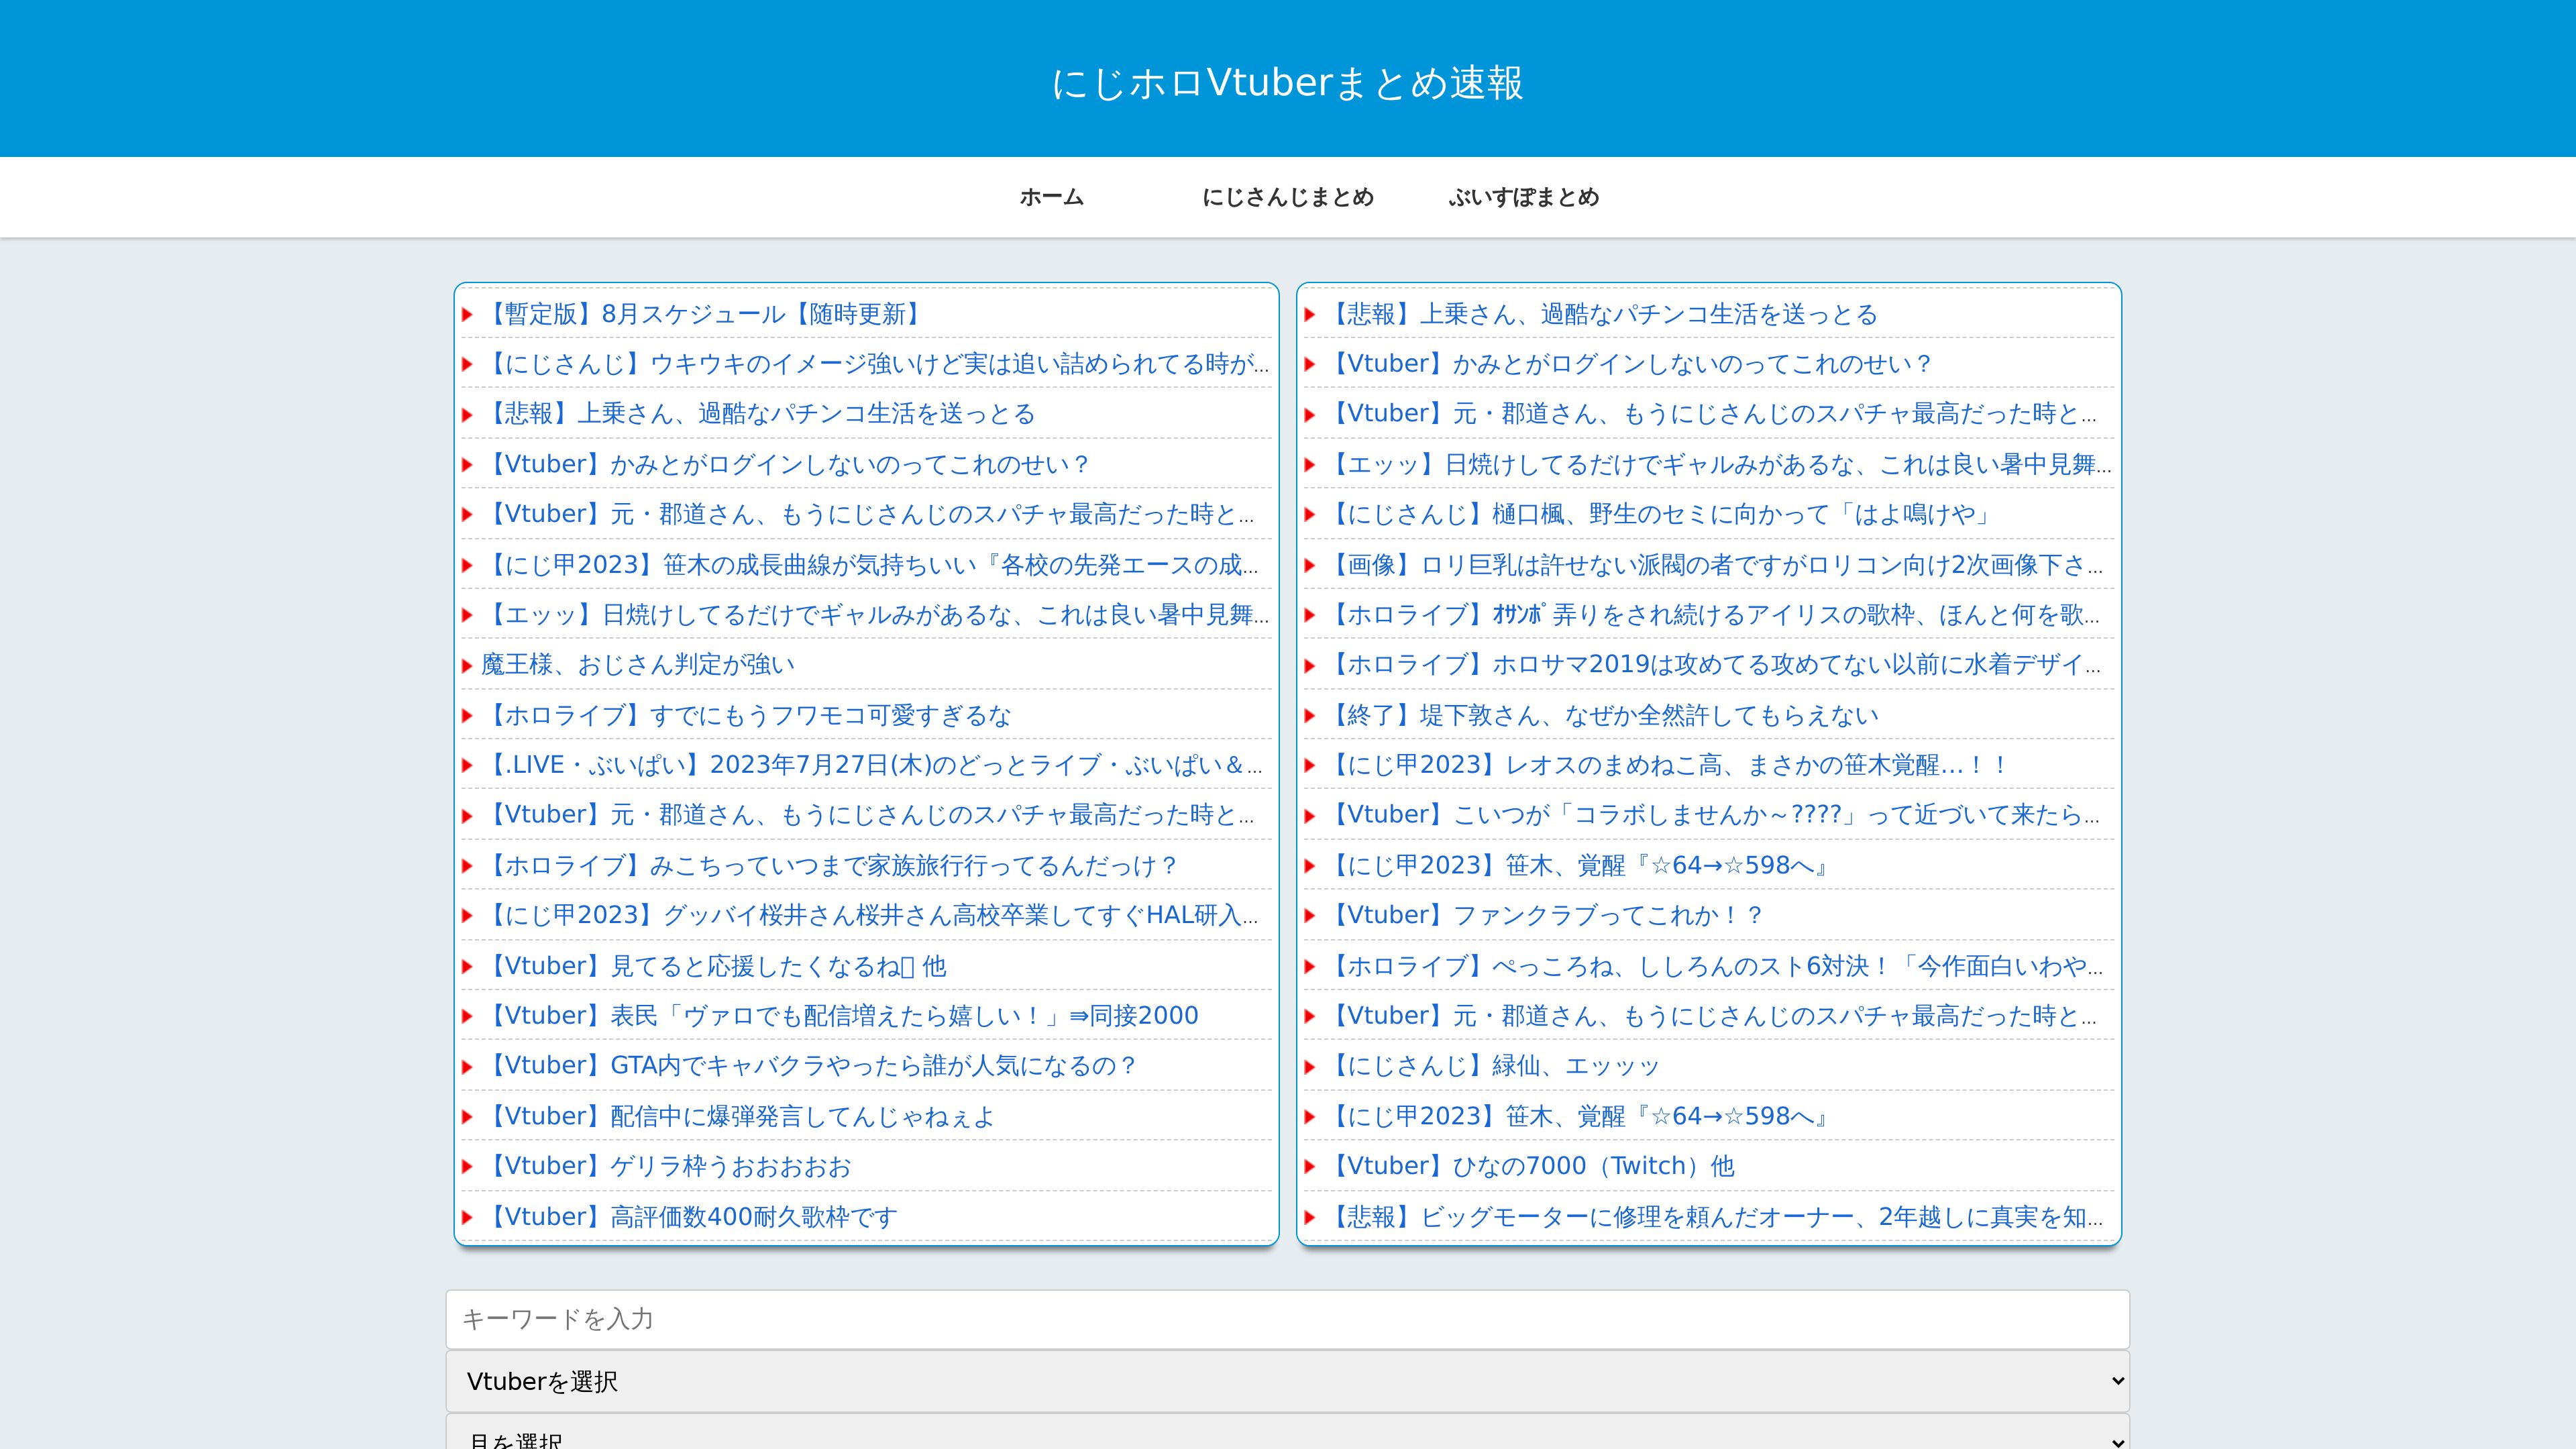 にじホロVtuberまとめ速報
ホーム
にじさんじまとめ
ぶいすぽまとめ
【暫定版】8月スケジュール【随時更新】
【にじさんじ】ウキウキのイメージ強いけど実は追い詰められてる時が...
【悲報】上乗さん、過酷なパチンコ生活を送っとる
【Vtuber】かみとがログインしないのってこれのせい？
【Vtuber】元・郡道さん、もうにじさんじのスパチャ最高だった時と...
【にじ甲2023】笹木の成長曲線が気持ちいい『各校の先発エースの成...
【エッッ】日焼けしてるだけでギャルみがあるな、これは良い暑中見舞...
魔王様、おじさん判定が強い
【ホロライブ】すでにもうフワモコ可愛すぎるな
【.LIVE・ぶいぱい】2023年7月27日(木)のどっとライブ・ぶいぱい＆...
【Vtuber】元・郡道さん、もうにじさんじのスパチャ最高だった時と...
【ホロライブ】みこちっていつまで家族旅行行ってるんだっけ？
【にじ甲2023】グッバイ桜井さん桜井さん高校卒業してすぐHAL研入...
【Vtuber】見てると応援したくなるね 他
【Vtuber】表民「ヴァロでも配信増えたら嬉しい！」⇛同接2000
【Vtuber】GTA内でキャバクラやったら誰が人気になるの？
【Vtuber】配信中に爆弾発言してんじゃねぇよ
【Vtuber】ゲリラ枠うおおおおお
【Vtuber】高評価数400耐久歌枠です
【悲報】上乗さん、過酷なパチンコ生活を送っとる
【Vtuber】かみとがログインしないのってこれのせい？
【Vtuber】元・郡道さん、もうにじさんじのスパチャ最高だった時と...
【エッッ】日焼けしてるだけでギャルみがあるな、これは良い暑中見舞...
【にじさんじ】樋口楓、野生のセミに向かって「はよ鳴けや」
【画像】ロリ巨乳は許せない派閥の者ですがロリコン向け2次画像下さ...
【ホロライブ】ｵｻﾝﾎﾟ弄りをされ続けるアイリスの歌枠、ほんと何を歌...
【ホロライブ】ホロサマ2019は攻めてる攻めてない以前に水着デザイ...
【終了】堤下敦さん、なぜか全然許してもらえない
【にじ甲2023】レオスのまめねこ高、まさかの笹木覚醒…！！
【Vtuber】こいつが「コラボしませんか～????」って近づいて来たら...
【にじ甲2023】笹木、覚醒『☆64→☆598へ』
【Vtuber】ファンクラブってこれか！？
【ホロライブ】ぺっころね、ししろんのスト6対決！「今作面白いわや...
【Vtuber】元・郡道さん、もうにじさんじのスパチャ最高だった時と...
【にじさんじ】緑仙、エッッッ
【にじ甲2023】笹木、覚醒『☆64→☆598へ』
【Vtuber】ひなの7000（Twitch）他
【悲報】ビッグモーターに修理を頼んだオーナー、2年越しに真実を知...
キーワードを入力
Vtuberを選択
月を選択